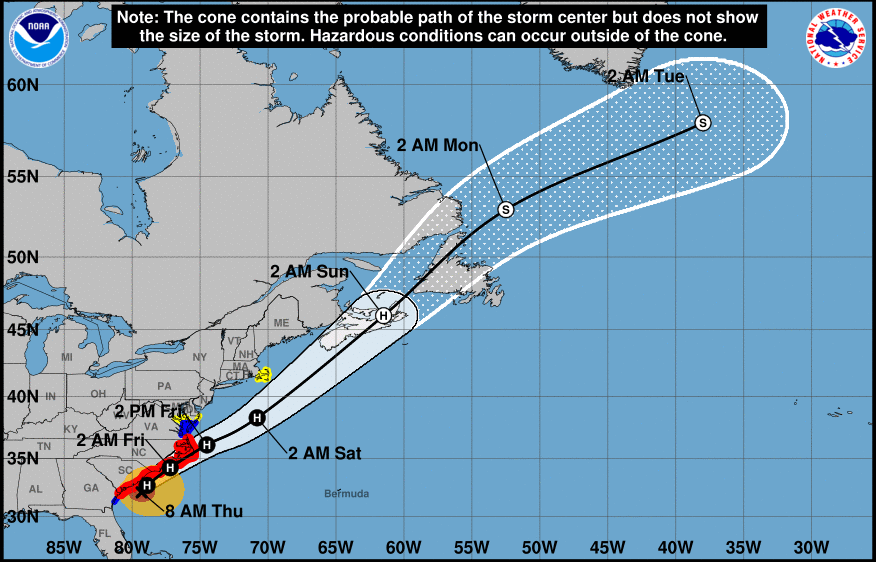 Note: The cone contains the probable path of the storm center but does not show
the size of the storm. Hazardous conditions can occur outside of the cone.
NOAA
NATIONAL WEATHER SERVICE
60N
2 AM Tue
2 AM Mon
55N
50N
2 AM Sun
S
S
H
45N
ME
VT
NH
MI
NY
MA
CT
RI
40N
PA
IN
OH
2 PM Fri
WV
VA
KY
H
2 AM Fri
H
2 AM Sat
TN
NC
35N
SC
H
H
AL
GA
Bermuda
8 AM Thu
30N
FL
85W
80W
75W
70W
65W
60W
55W
50W
45W
40W
35W
30W